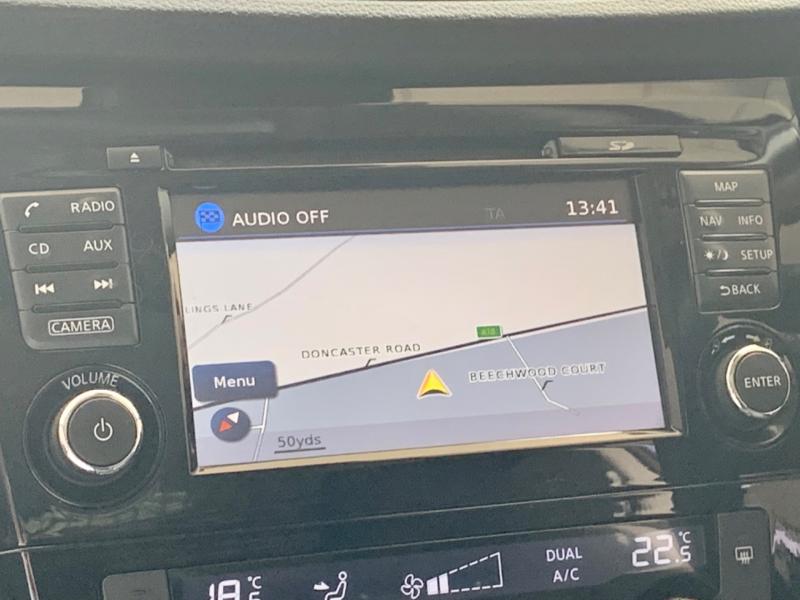 SD
RADIO
CD AUX
CAMERA
VOLUME
AUDIO OFF TA 13:41
LINGS LANE
DONCASTER ROAD
A18
BEECHWOOD COURT
Menu
50yds
MAP
NAV INFO
SETUP
BACK
ENTER
18 °C
DUAL
A/C
22.5 °C